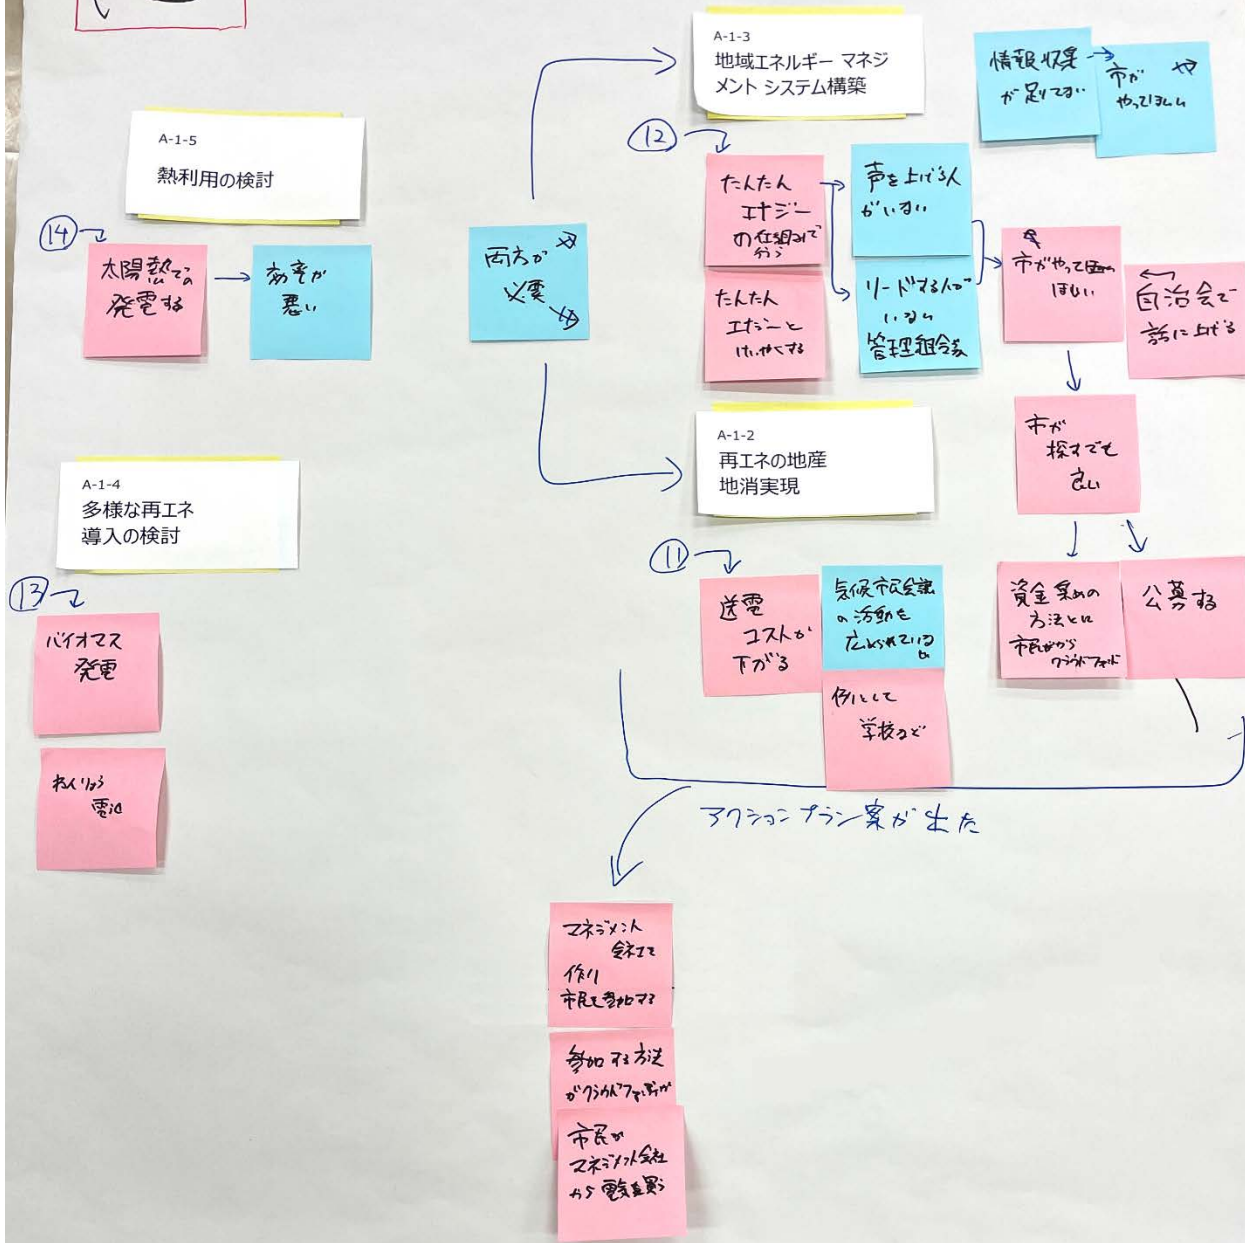 A-1-3
地域エネルギー マネジ
メント システム構築
情報収集
が足りてない
市が
やってほしい
A-1-5
熱利用の検討
⑭
太陽熱での
発電する
効率が
悪い
両方が
必要
⑫
たんたん
エナジー
の仕組みで
たんたん
エナジーと
けいやくする
声を上げる人
がいない
リードする人が
いない
管理組合長
市がやって
ほしい
自治会で
話に上げる
市が
探すでも
良い
資金集めの
方法とに
市民がから
クラウドファンド
公募する
A-1-2
再エネの地産
地消実現
⑪
送電
コストが
下がる
気候市民会議
の活動を
広められている
例として
学校など
A-1-4
多様な再エネ
導入の検討
⑬
バイオマス
発電
ねんりょう
電池
アクションプラン案が出た
マネジメント
会社を
作り
市民も参加する
参加する方法
がクラウドファンディングが
市民が
マネジメント会社
から電気を買う